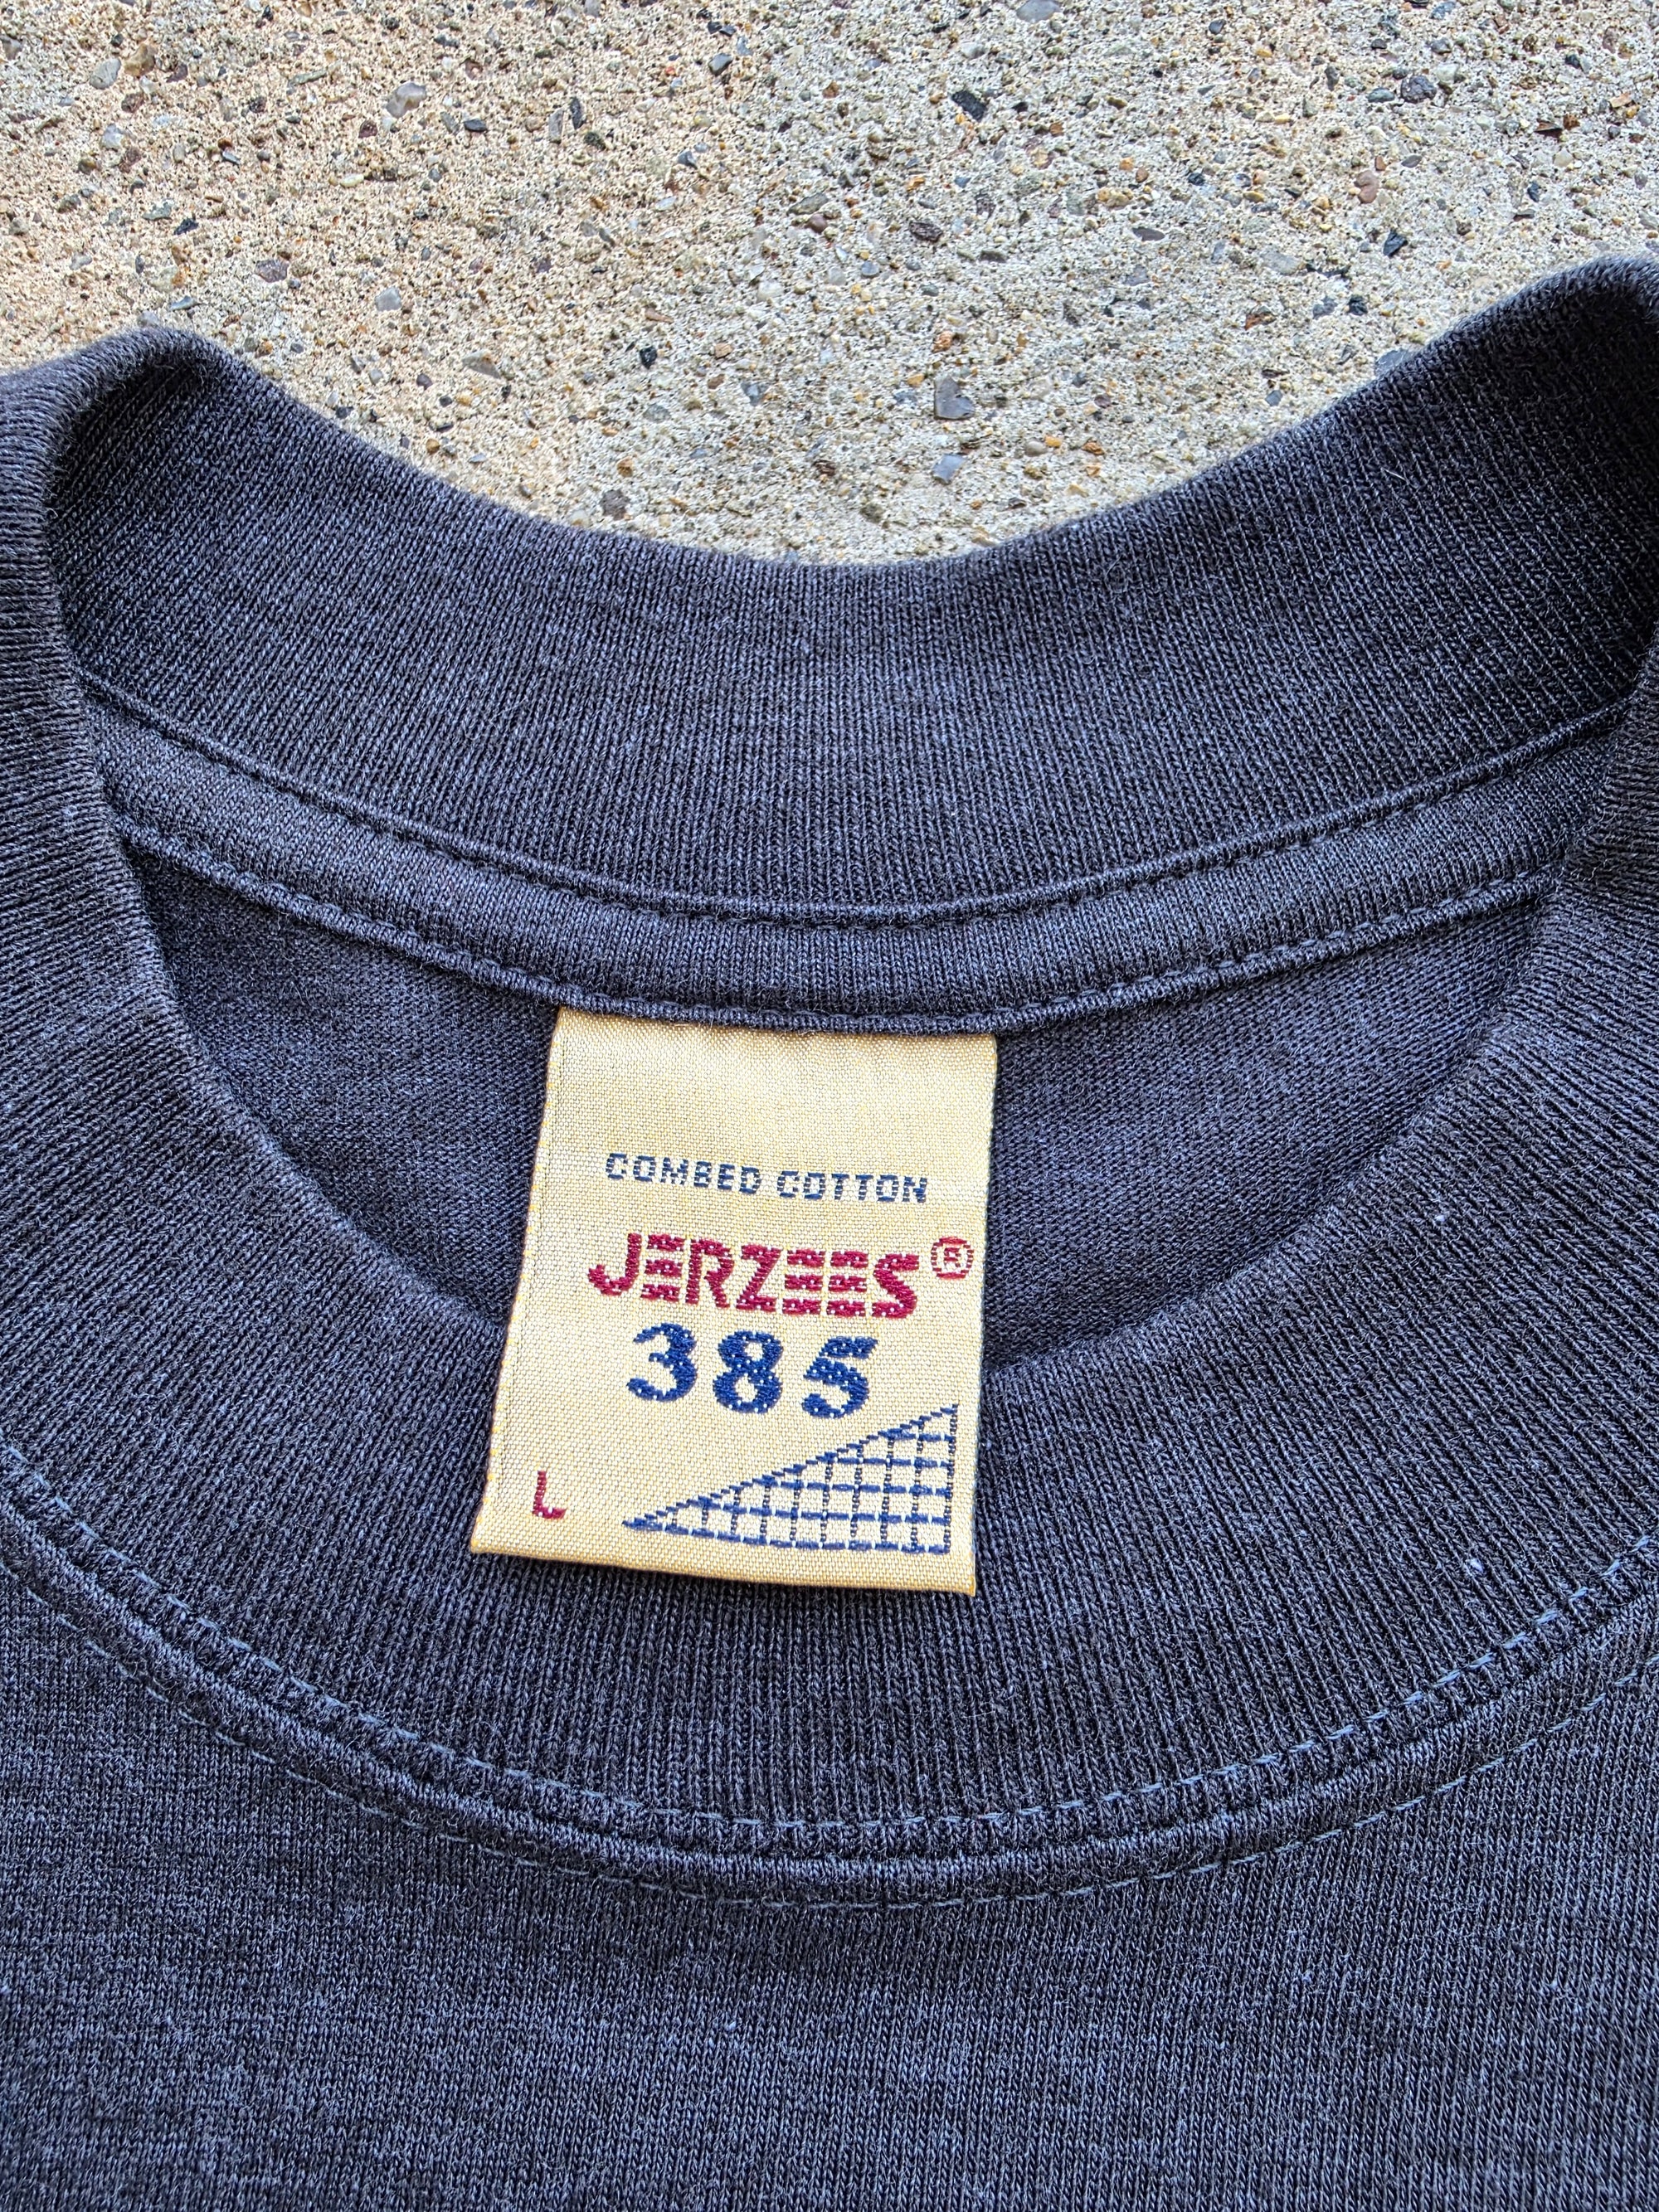 COMBED COTTON
JERZEES®
385
L